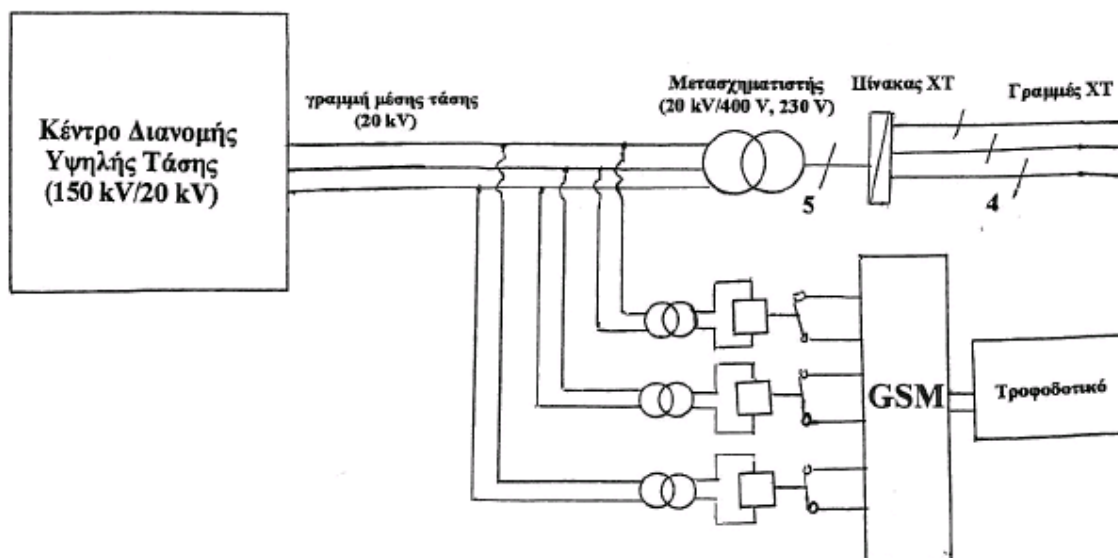 Κέντρο Διανομής
Υψηλής Τάσης
(150 kV/20 kV)
γραμμή μέσης τάσης
(20 kV)
Μετασχηματιστής
(20 kV/400 V, 230 V)
Πίνακας ΧΤ
Γραμμές ΧΤ
5
4
GSM
Τροφοδοτικό